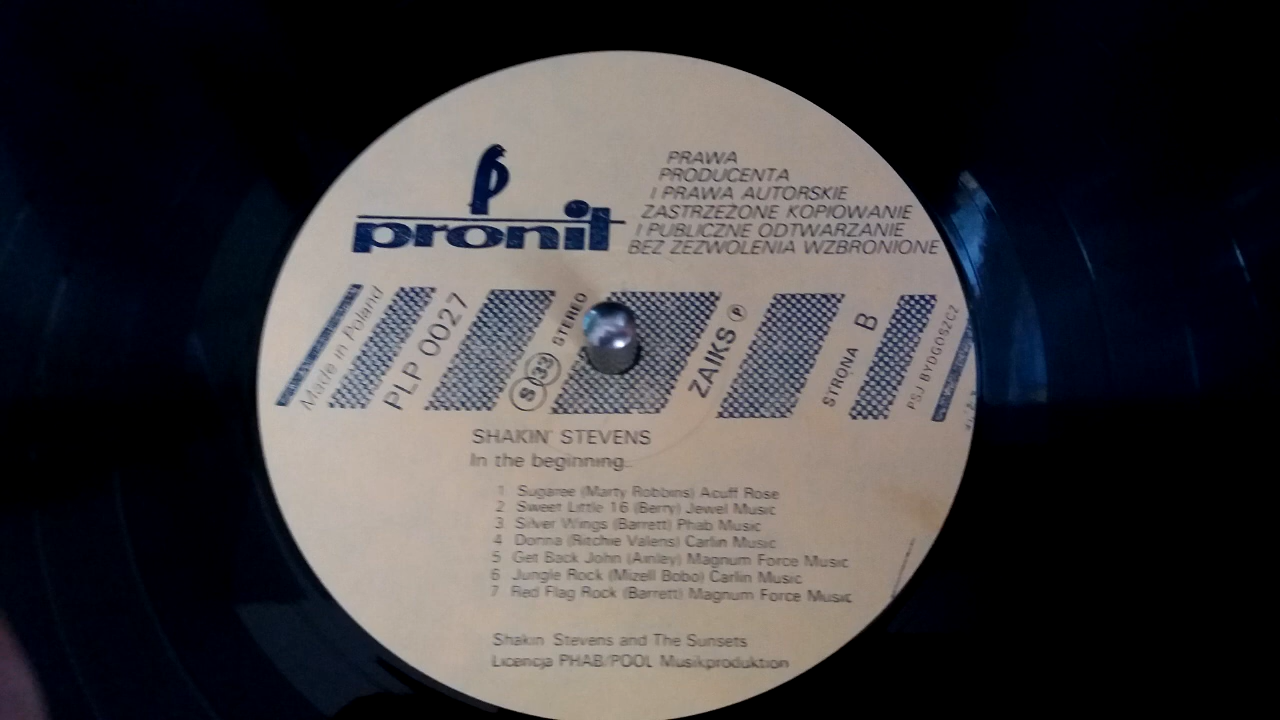 pronit
PRAWA
PRODUCENTA
I PRAWA AUTORSKIE
ZASTRZEŻONE KOPIOWANIE
I PUBLICZNE ODTWARZANIE
BEZ ZEZWOLENIA WZBRONIONE
Made in Poland
PLP 0027
S 33 STEREO
ZAIKS Ⓟ
STRONA B
PSJ BYDGOSZCZ
SHAKIN' STEVENS
In the beginning..
1 Sugaree (Marty Robbins) Acuff Rose
2 Sweet Little 16 (Berry) Jewel Music
3 Silver Wings (Barrett) Phab Music
4 Donna (Ritchie Valens) Carlin Music
5 Get Back John (Ainley) Magnum Force Music
6 Jungle Rock (Mizell Bobo) Carlin Music
7 Red Flag Rock (Barrett) Magnum Force Music
Shakin Stevens and The Sunsets
Licencja PHAB/POOL Musikproduktion